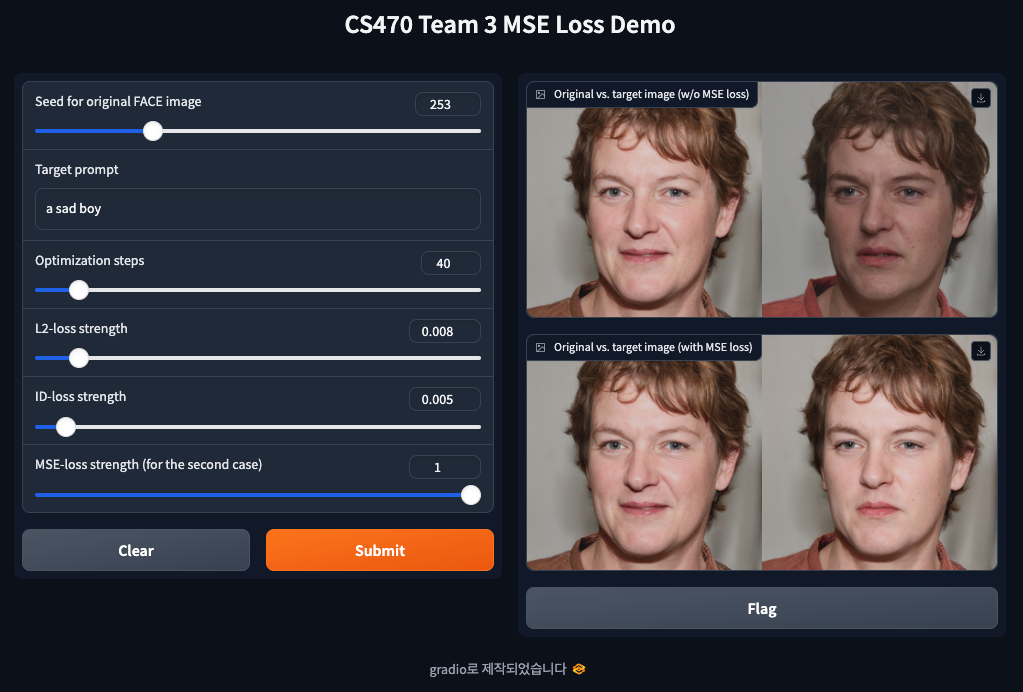 CS470 Team 3 MSE Loss Demo
Seed for original FACE image
253
Target prompt
a sad boy
Optimization steps
40
L2-loss strength
0.008
ID-loss strength
0.005
MSE-loss strength (for the second case)
1
Clear
Submit
Original vs. target image (w/o MSE loss)
Original vs. target image (with MSE loss)
Flag
gradio로 제작되었습니다